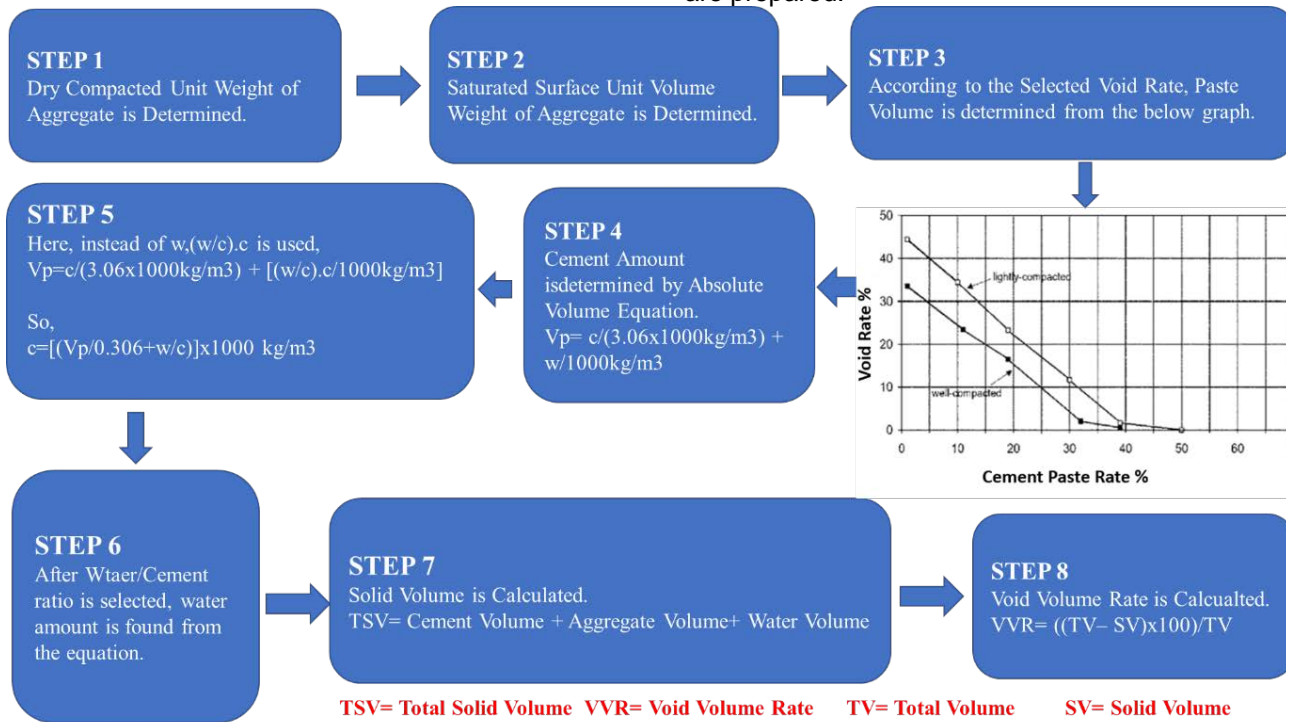 are prepared.
STEP 1
Dry Compacted Unit Weight of
Aggregate is Determined.
STEP 2
Saturated Surface Unit Volume
Weight of Aggregate is Determined.
STEP 3
According to the Selected Void Rate, Paste
Volume is determined from the below graph.
50
40
30
20
10
0
Void Rate %
lightly-compacted
well-compacted
0 10 20 30 40 50 60
Cement Paste Rate %
STEP 4
Cement Amount
isdetermined by Absolute
Volume Equation.
Vp= c/(3.06x1000kg/m3) +
w/1000kg/m3
STEP 5
Here, instead of w,(w/c).c is used,
Vp=c/(3.06x1000kg/m3) + [(w/c).c/1000kg/m3]
So,
c=[(Vp/0.306+w/c)]x1000 kg/m3
STEP 6
After Wtaer/Cement
ratio is selected, water
amount is found from
the equation.
STEP 7
Solid Volume is Calculated.
TSV= Cement Volume + Aggregate Volume+ Water Volume
STEP 8
Void Volume Rate is Calcualted.
VVR= ((TV– SV)x100)/TV
TSV= Total Solid Volume VVR= Void Volume Rate TV= Total Volume SV= Solid Volume